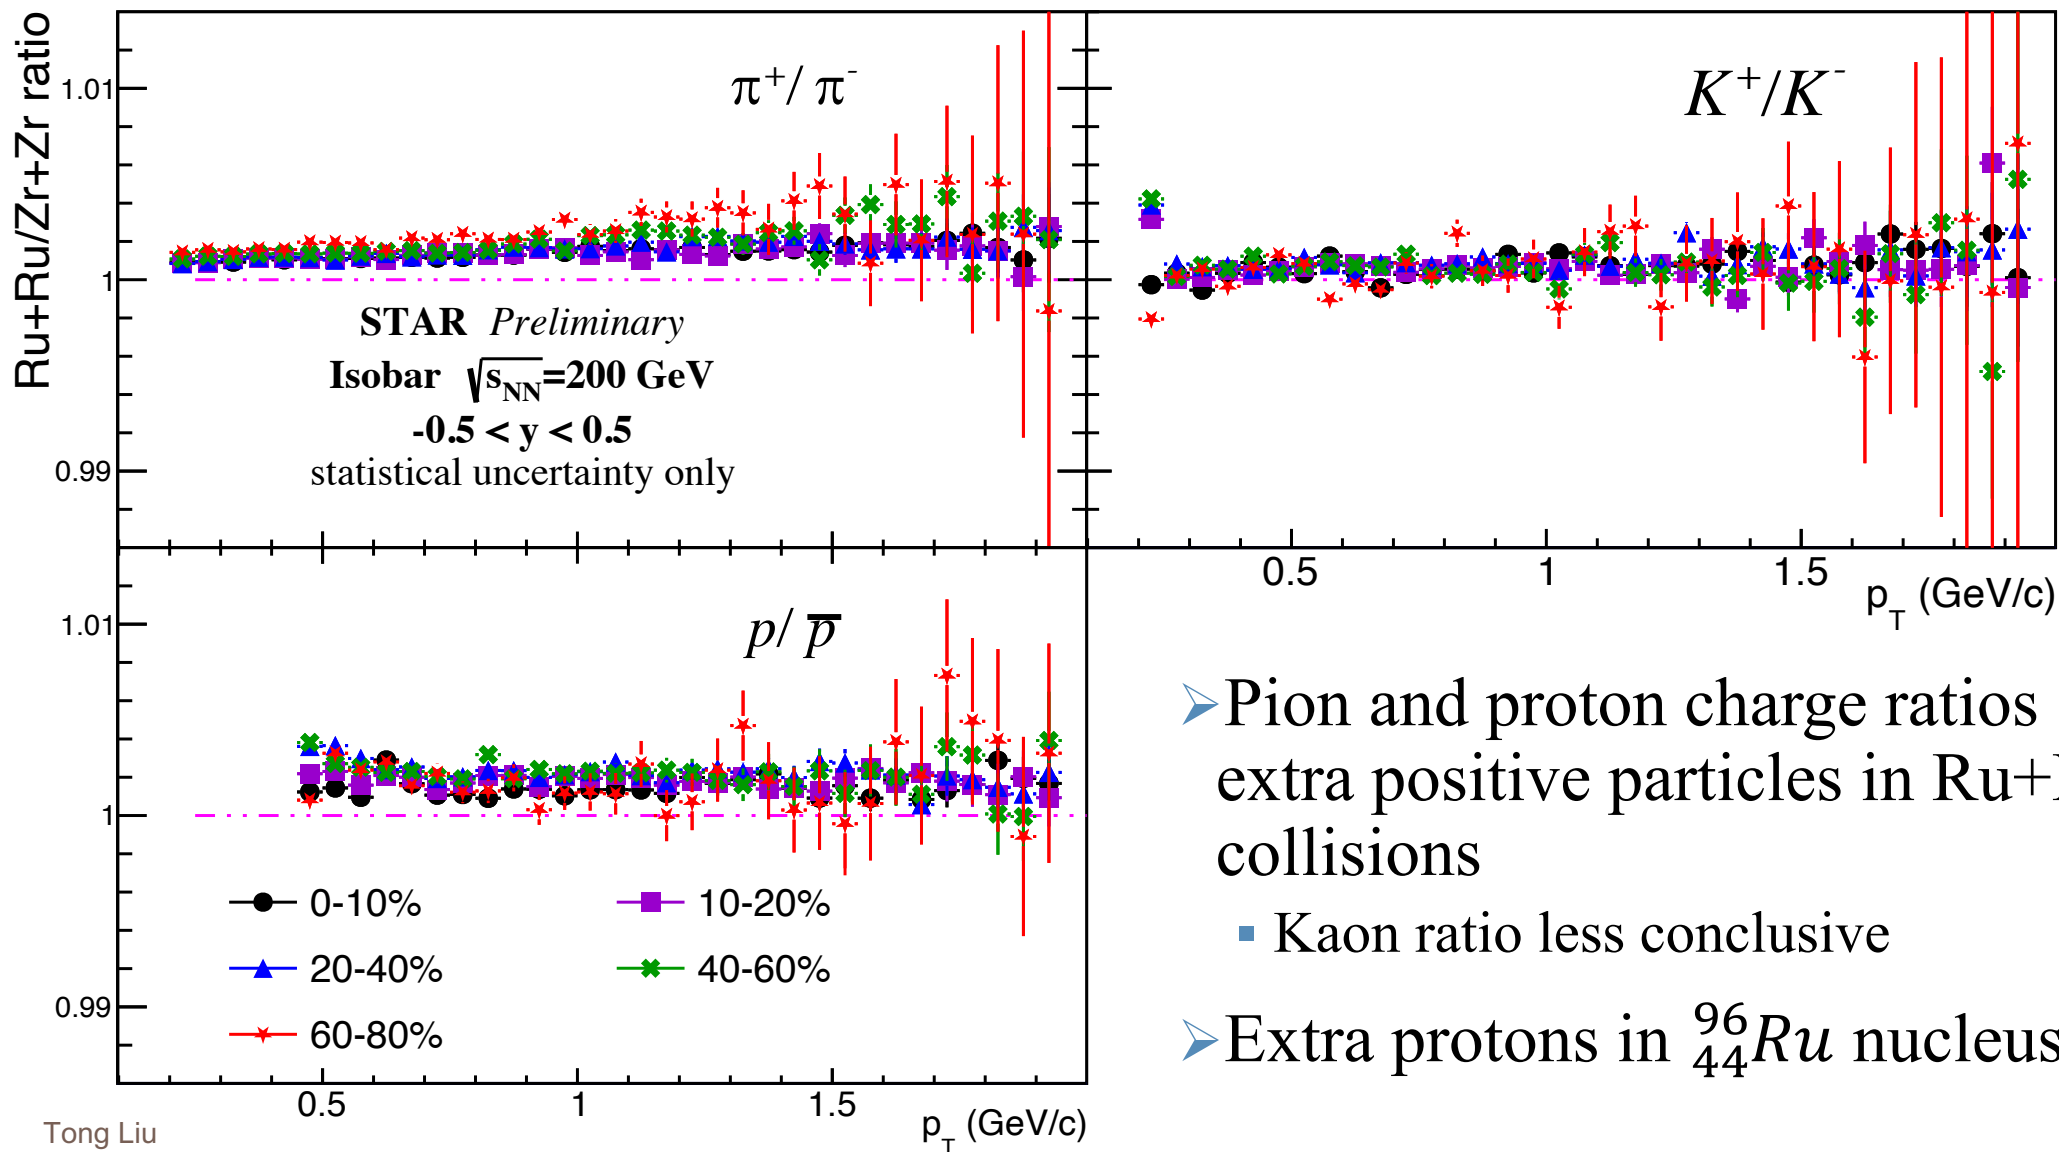 Ru+Ru/Zr+Zr ratio
1.01
1
0.99
π⁺/ π⁻
STAR Preliminary
Isobar √sNN=200 GeV
-0.5 < y < 0.5
statistical uncertainty only
K⁺/K⁻
0.5 1 1.5
pT (GeV/c)
1.01
1
0.99
p/ p̅
0-10% 10-20%
20-40% 40-60%
60-80%
0.5 1 1.5
pT (GeV/c)
➢Pion and proton charge ratios
extra positive particles in Ru+
collisions
▪ Kaon ratio less conclusive
➢Extra protons in ⁹⁶₄₄Ru nucleus
Tong Liu